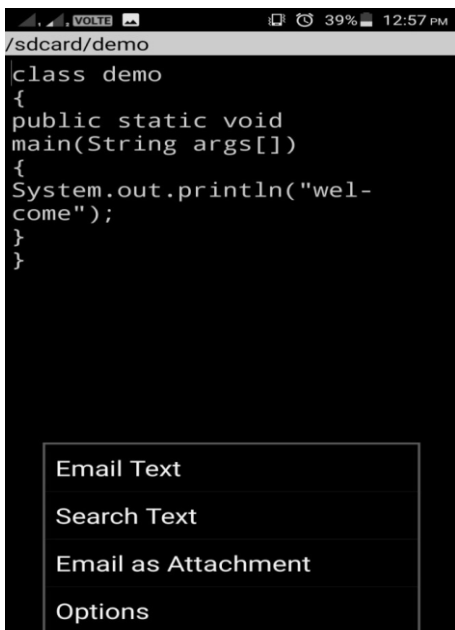 VOLTE 39% 12:57 PM
/sdcard/demo
class demo
{
public static void
main(String args[])
{
System.out.println("wel-
come");
}
}
Email Text
Search Text
Email as Attachment
Options